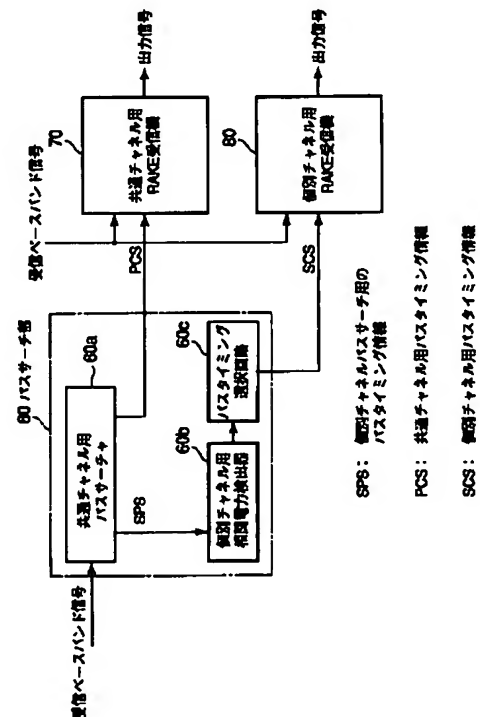 受信ベースバンド信号
60 パスサーチ部
60a
共通チャネル用
パスサーチャ
SPS
60b
個別チャネル用
相関電力検出器
60c
パスタイミング
選択回路
受信ベースバンド信号
PCS
SCS
70
共通チャネル用
RAKE受信機
出力信号
80
個別チャネル用
RAKE受信機
出力信号
SPS： 個別チャネルパスサーチ用の
パスタイミング情報
PCS： 共通チャネル用パスタイミング情報
SCS： 個別チャネル用パスタイミング情報